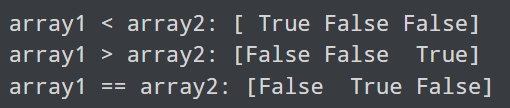 array1 < array2: [ True False False]
array1 > array2: [False False  True]
array1 == array2: [False  True False]